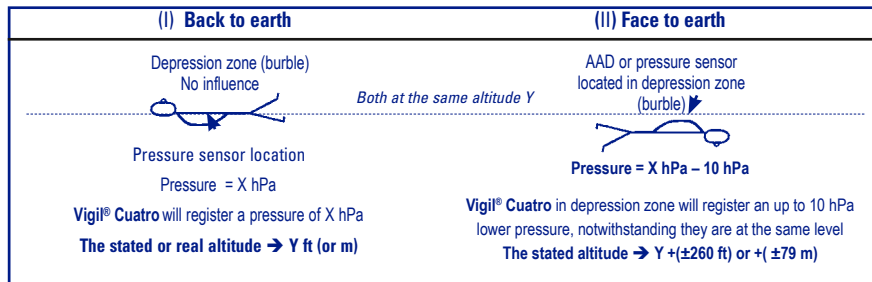 (I) Back to earth
Depression zone (burble)
No influence
Pressure sensor location
Pressure = X hPa
Vigil® Cuatro will register a pressure of X hPa
The stated or real altitude ➔ Y ft (or m)
Both at the same altitude Y
(II) Face to earth
AAD or pressure sensor
located in depression zone
(burble)
Pressure = X hPa – 10 hPa
Vigil® Cuatro in depression zone will register an up to 10 hPa
lower pressure, notwithstanding they are at the same level
The stated altitude ➔ Y +(±260 ft) or +( ±79 m)